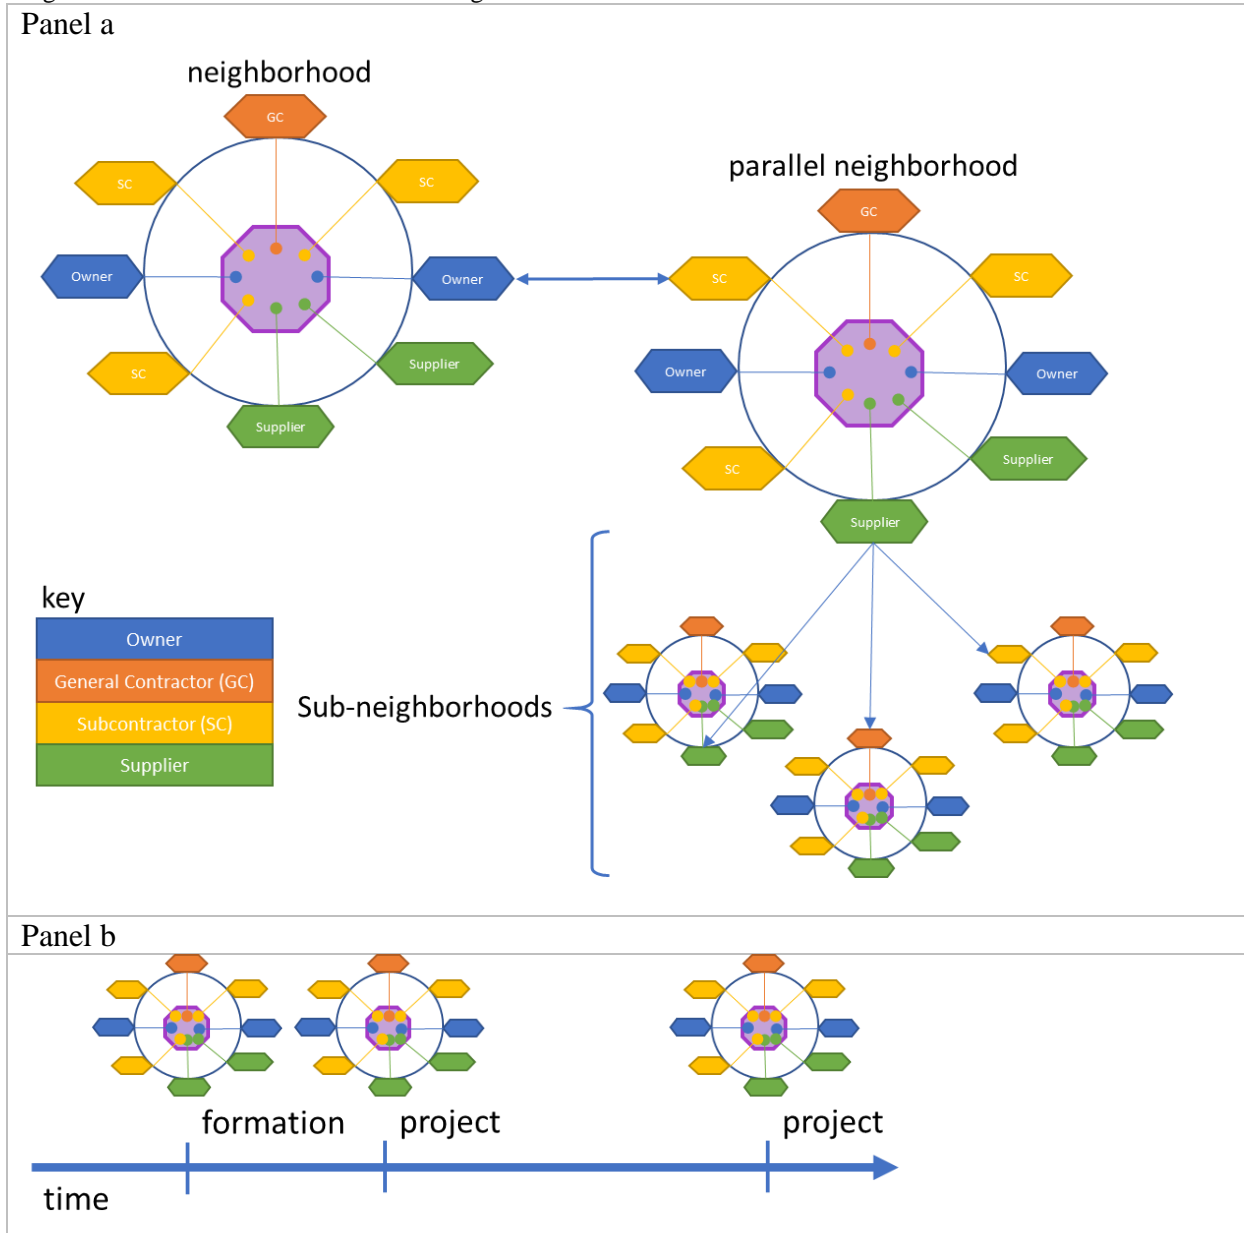 Panel a
neighborhood
GC
SC
SC
parallel neighborhood
GC
Owner
Owner
SC
SC
SC
Supplier
Owner
Owner
Supplier
SC
Supplier
Supplier
key
Owner
General Contractor (GC)
Subcontractor (SC)
Supplier
Sub-neighborhoods
Panel b
formation
project
project
time